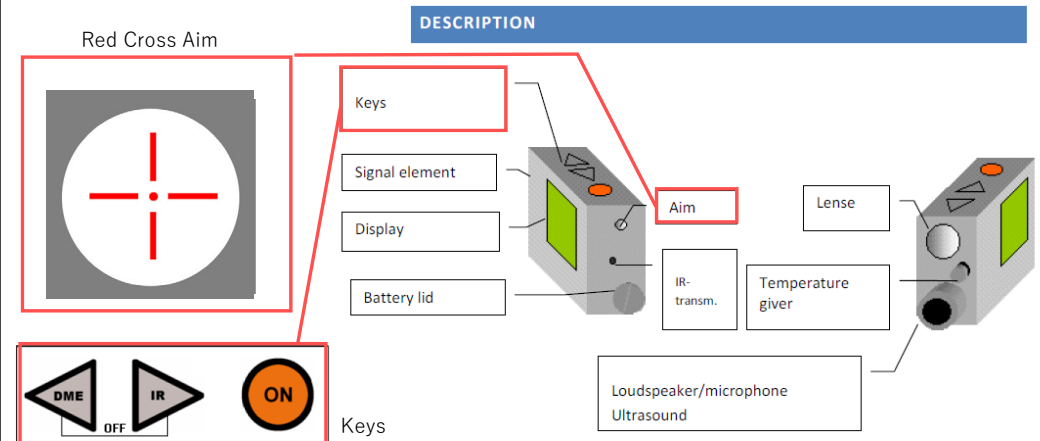 DESCRIPTION
Red Cross Aim
Keys
Signal element
Display
Battery lid
Aim
IR-
transm.
Lense
Temperature
giver
Loudspeaker/microphone
Ultrasound
DME
IR
ON
OFF
Keys